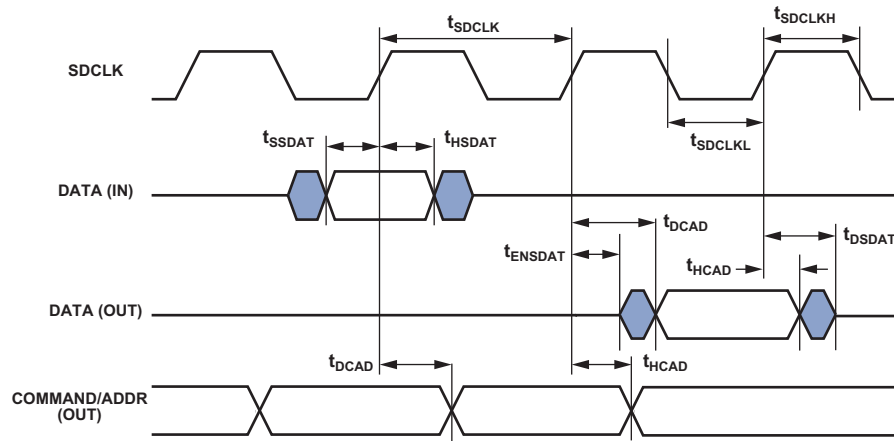 tSDCLK
tSDCLKH
SDCLK
tSSDAT
tHSDAT
tSDCLKL
DATA (IN)
tDCAD
tDSDAT
tENSDAT
tHCAD
DATA (OUT)
tDCAD
tHCAD
COMMAND/ADDR
(OUT)